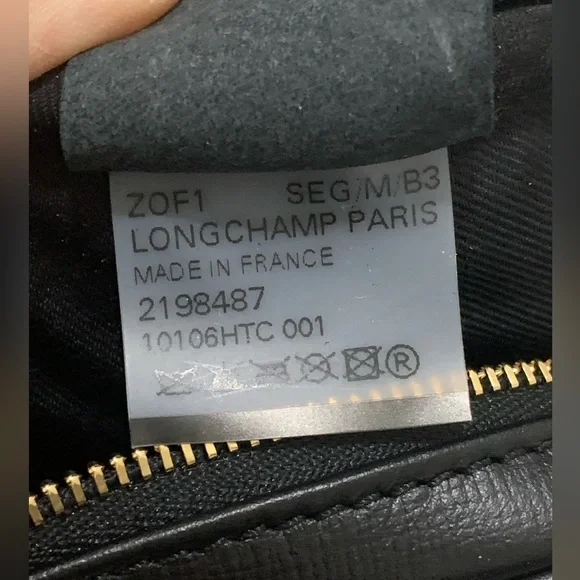 ZOF1 SEG/M/B3
LONGCHAMP PARIS
MADE IN FRANCE
2198487
10106HTC 001
®